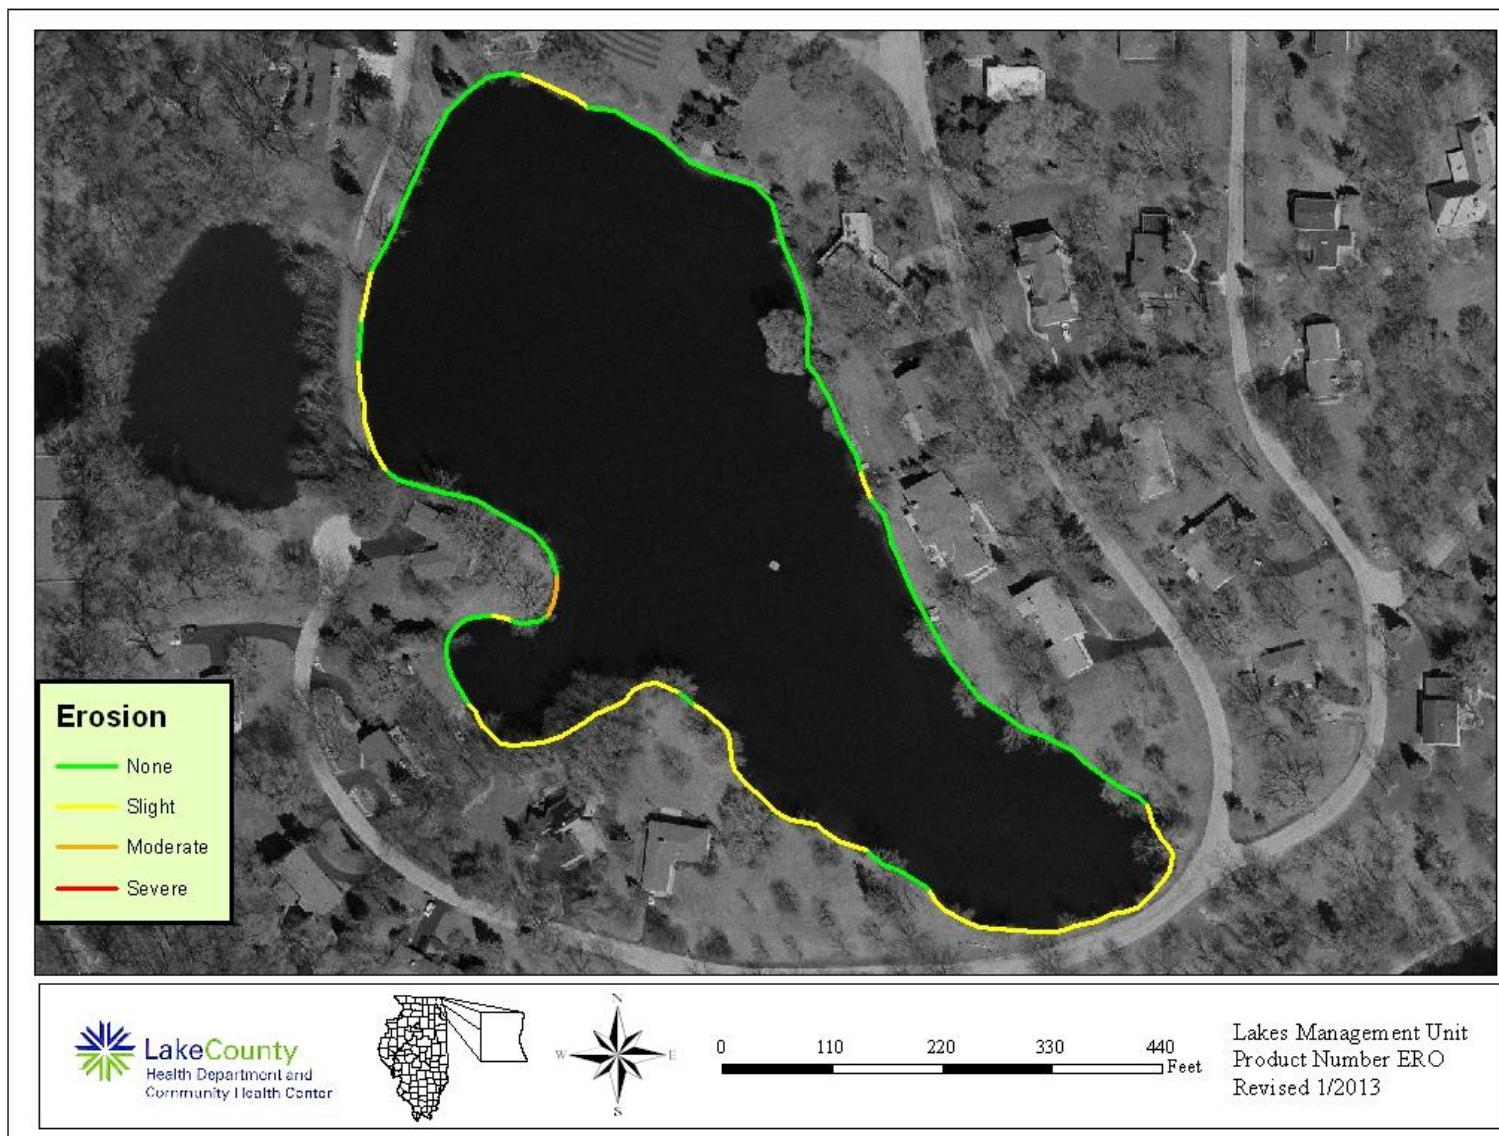 Erosion
None
Slight
Moderate
Severe
LakeCounty
Health Department and
Community Health Center
N
W
E
S
0 110 220 330 440
Feet
Lakes Management Unit
Product Number ERO
Revised 1/2013